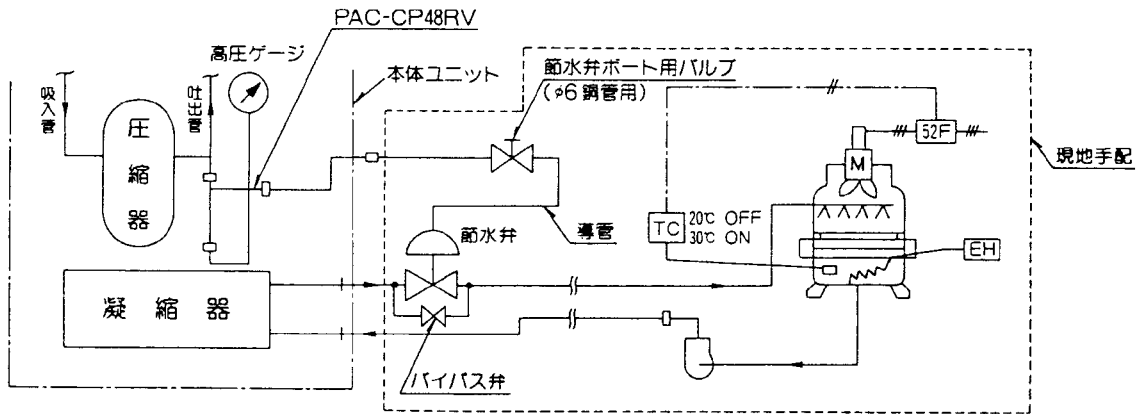 PAC-CP48RV
高圧ゲージ
本体ユニット
節水弁ポート用バルブ
(φ6銅管用)
吸入管
吐出管
圧縮器
52F
M
現地手配
TC
20℃ OFF
30℃ ON
導管
節水弁
EH
凝縮器
バイパス弁